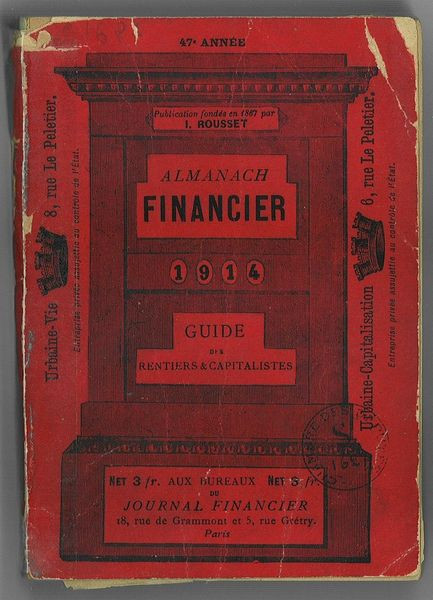 47e ANNÉE
Publication fondée en 1867 par
I. ROUSSET
ALMANACH
FINANCIER
1914
GUIDE
DES
RENTIERS & CAPITALISTES
NET 3 fr. AUX BUREAUX NET 3 fr.
DU
JOURNAL FINANCIER
18, rue de Grammont et 5, rue Grétry.
Paris
Urbaine-Vie 8, rue Le Peletier.
Entreprise privée assujettie au contrôle de l'État.
Urbaine-Capitalisation 6, rue Le Peletier.
Entreprise privée assujettie au contrôle de l'État.